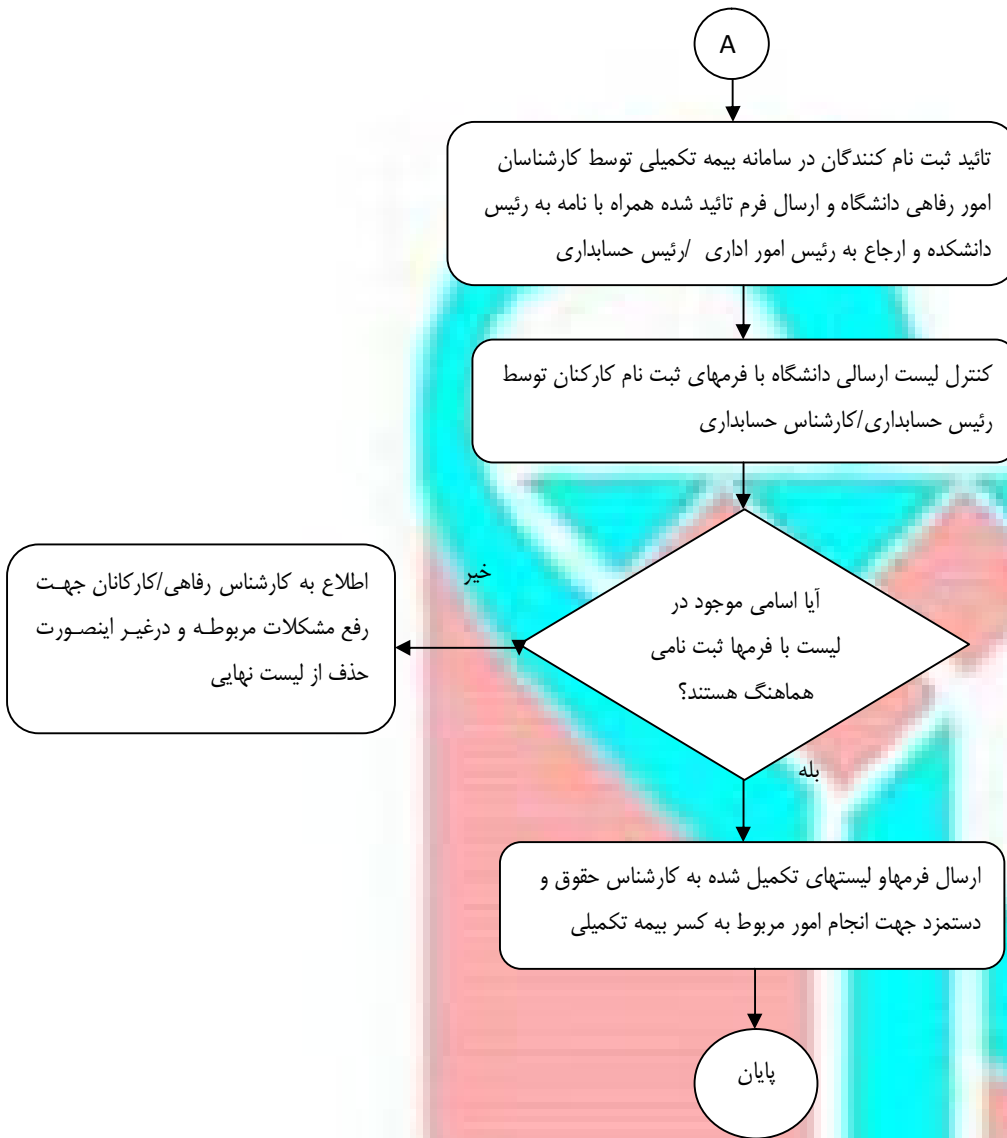 A
تائید ثبت نام کنندگان در سامانه بیمه تکمیلی توسط کارشناسان
امور رفاهی دانشگاه و ارسال فرم تائید شده همراه با نامه به رئیس
دانشکده و ارجاع به رئیس امور اداری /رئیس حسابداری
کنترل لیست ارسالی دانشگاه با فرمهای ثبت نام کارکنان توسط
رئیس حسابداری/کارشناس حسابداری
آیا اسامی موجود در
لیست با فرمها ثبت نامی
هماهنگ هستند؟
خیر
اطلاع به کارشناس رفاهی/کارکانان جهت
رفع مشکلات مربوطه و درغیر اینصورت
حذف از لیست نهایی
بله
ارسال فرمهاو لیستهای تکمیل شده به کارشناس حقوق و
دستمزد جهت انجام امور مربوط به کسر بیمه تکمیلی
پایان